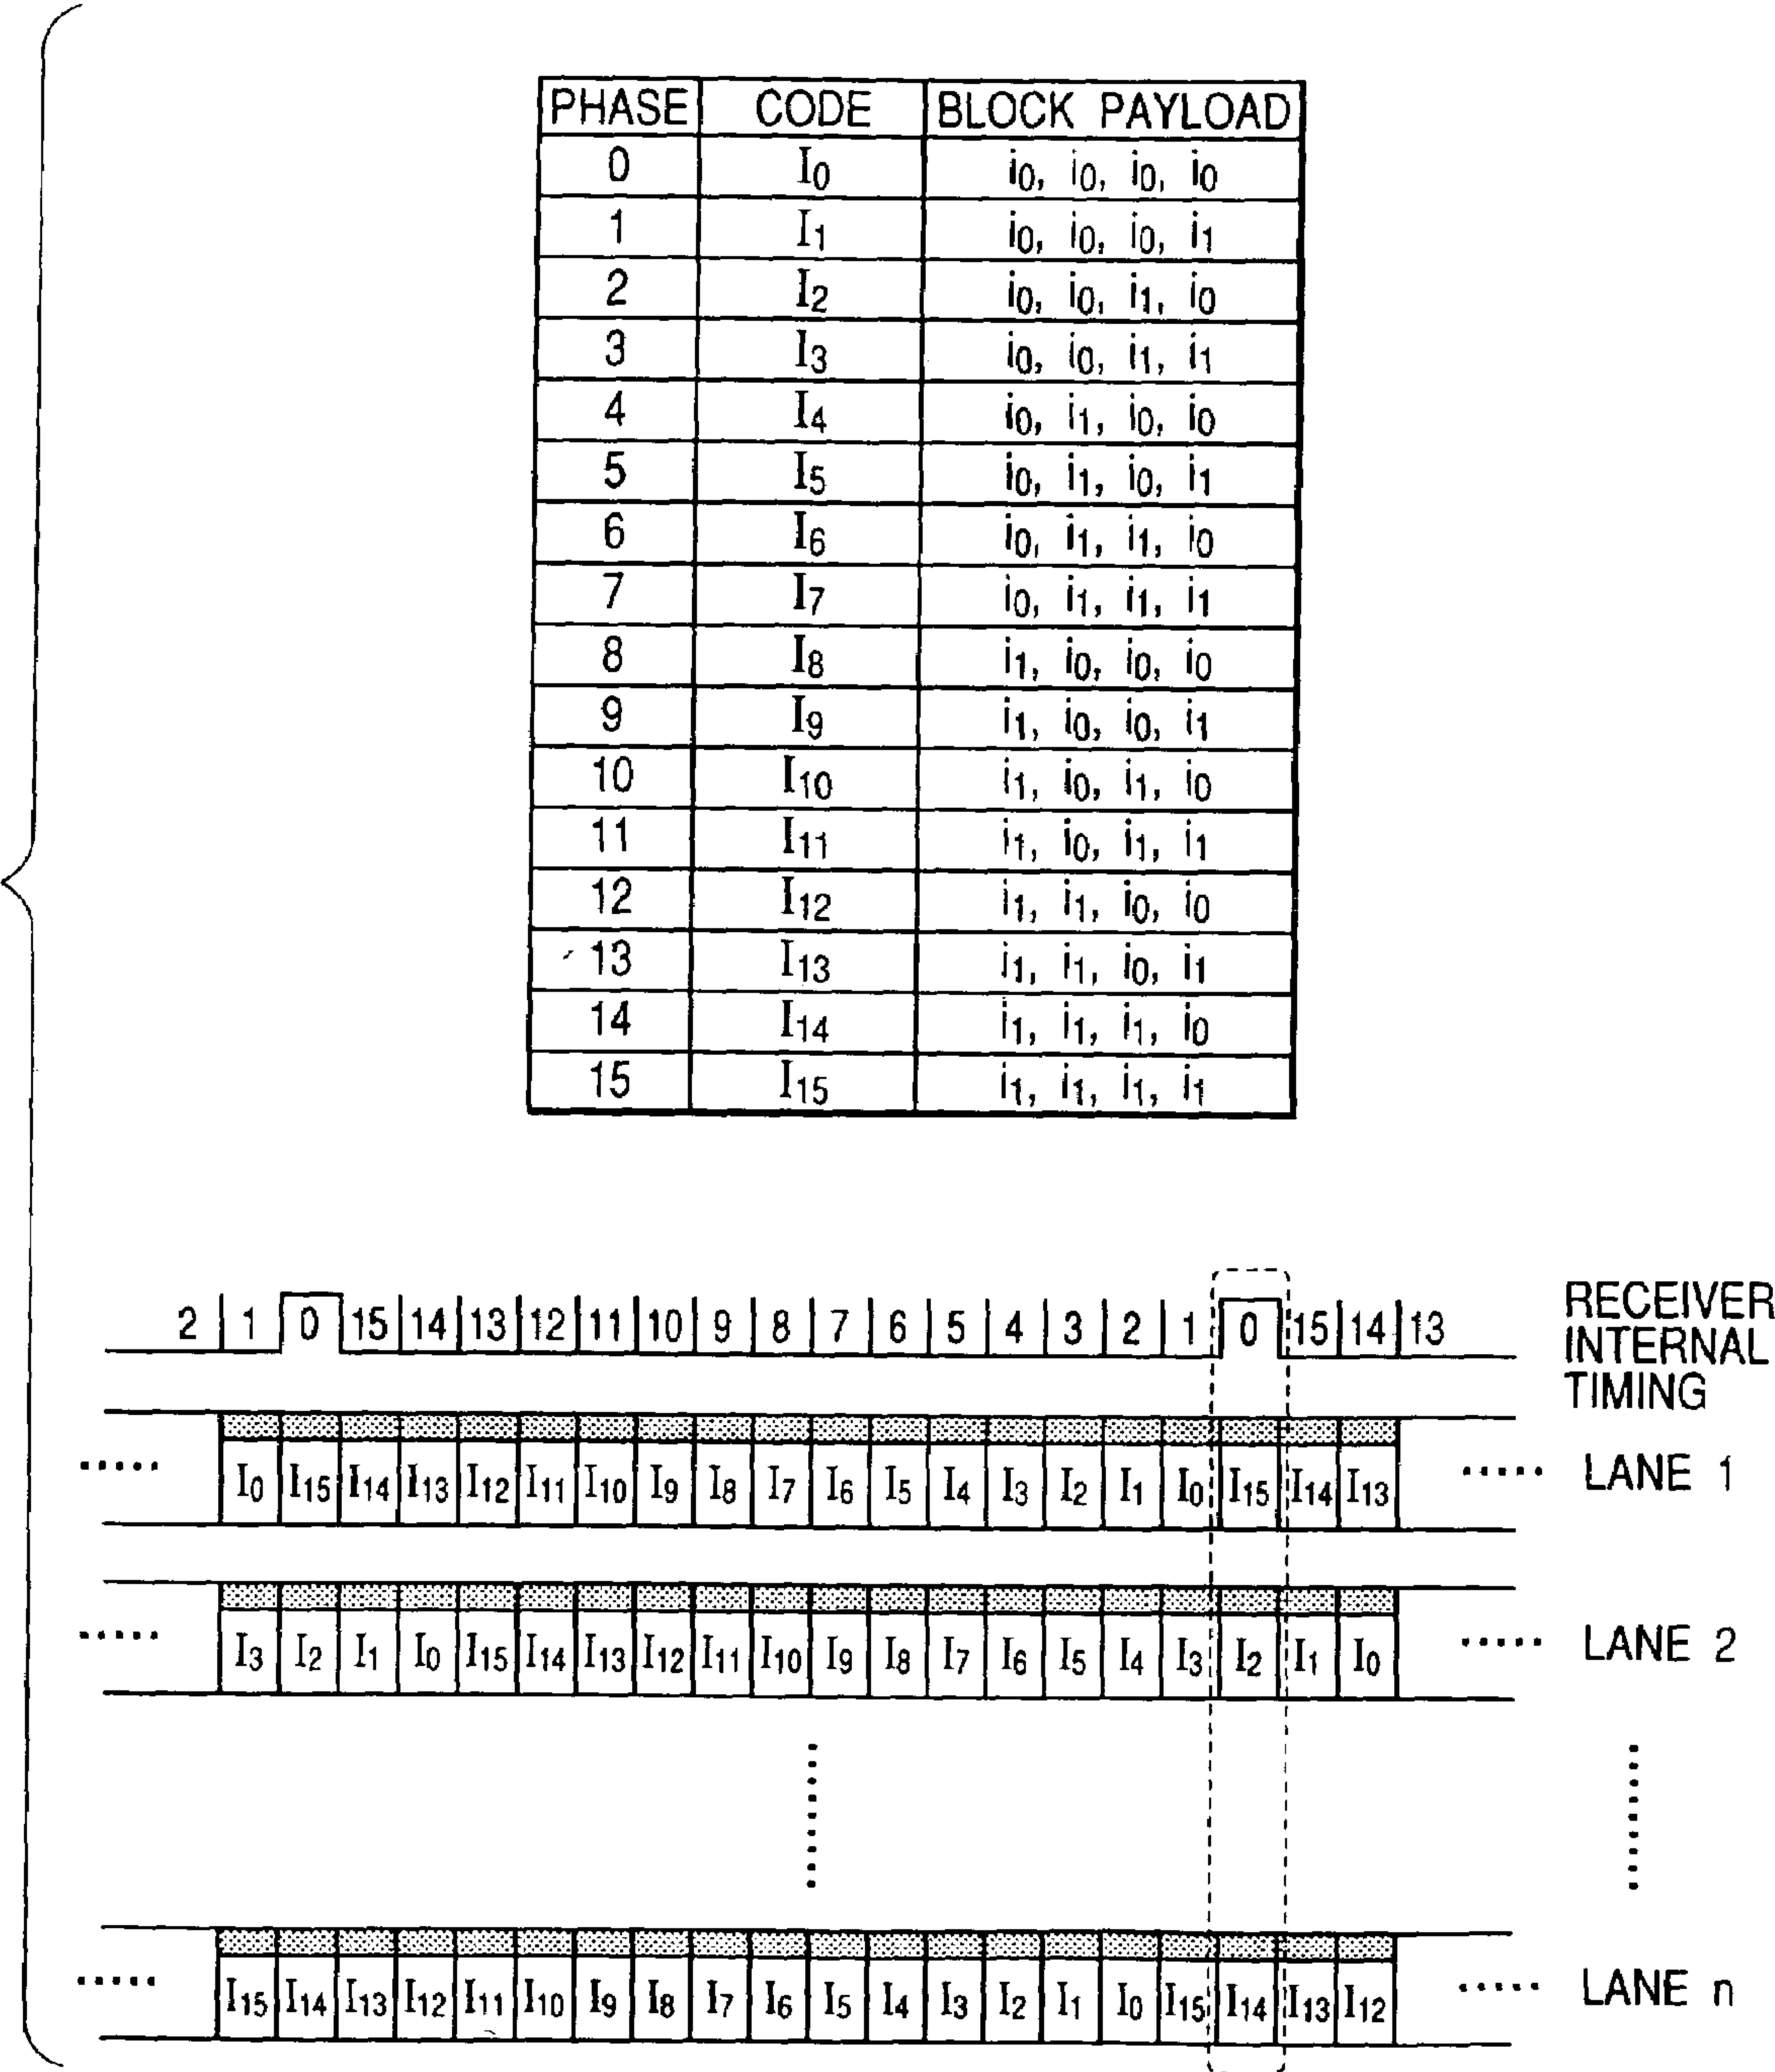 PHASE CODE BLOCK PAYLOAD
0 I0 i0, i0, i0, i0
1 I1 i0, i0, i0, i1
2 I2 i0, i0, i1, i0
3 I3 i0, i0, i1, i1
4 I4 i0, i1, i0, i0
5 I5 i0, i1, i0, i1
6 I6 i0, i1, i1, i0
7 I7 i0, i1, i1, i1
8 I8 i1, i0, i0, i0
9 I9 i1, i0, i0, i1
10 I10 i1, i0, i1, i0
11 I11 i1, i0, i1, i1
12 I12 i1, i1, i0, i0
13 I13 i1, i1, i0, i1
14 I14 i1, i1, i1, i0
15 I15 i1, i1, i1, i1
2 1 0 15 14 13 12 11 10 9 8 7 6 5 4 3 2 1 0 15 14 13
RECEIVER
INTERNAL
TIMING
..... I0 I15 I14 I13 I12 I11 I10 I9 I8 I7 I6 I5 I4 I3 I2 I1 I0 I15 I14 I13 ..... LANE 1
..... I3 I2 I1 I0 I15 I14 I13 I12 I11 I10 I9 I8 I7 I6 I5 I4 I3 I2 I1 I0 ..... LANE 2
..... I15 I14 I13 I12 I11 I10 I9 I8 I7 I6 I5 I4 I3 I2 I1 I0 I15 I14 I13 I12 ..... LANE n